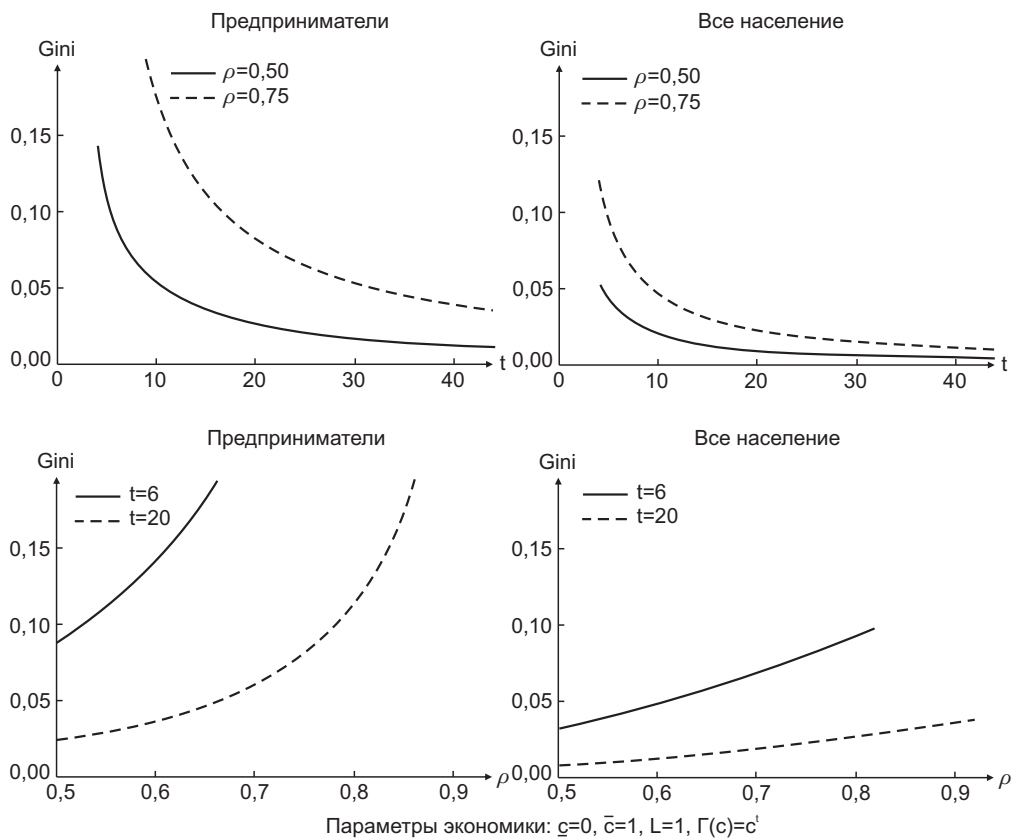 Предприниматели
Gini
ρ=0,50
ρ=0,75
0,15
0,10
0,05
0,00
0 10 20 30 40 t
Все население
Gini
ρ=0,50
ρ=0,75
0,15
0,10
0,05
0,00
0 10 20 30 40 t
Предприниматели
Gini
t=6
t=20
0,15
0,10
0,05
0,00
0,5 0,6 0,7 0,8 0,9 ρ
Все население
Gini
t=6
t=20
0,15
0,10
0,05
0,00
0,5 0,6 0,7 0,8 0,9 ρ
Параметры экономики: c̲=0, c̅=1, L=1, Γ(c)=cᵗ